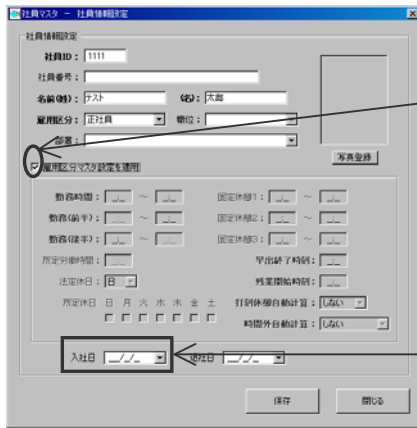 社員マスタ － 社員情報設定
社員情報設定
社員ID： 1111
社員番号：
名前(姓)： テスト (名)： 太郎
雇用区分： 正社員 職位：
部署：
写真登録
雇用区分マスタ設定を適用
勤務時間： ～ 固定休憩1： ～
勤務(前半)： ～ 固定休憩2： ～
勤務(後半)： ～ 固定休憩3： ～
所定労働時間： 早出終了時刻：
法定休日： 日 残業開始時刻：
所定休日 日 月 火 水 木 金 土 打刻休憩自動計算： しない
時間外自動計算： しない
入社日 __/__/__ 退社日 __/__/__
保存 閉じる